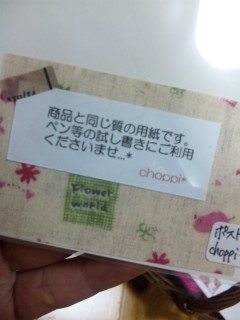 商品と同じ質の用紙です。
ペン等の試し書きにご利用
くださいませ...*
choppi*
Flower
world
ポスト
choppi